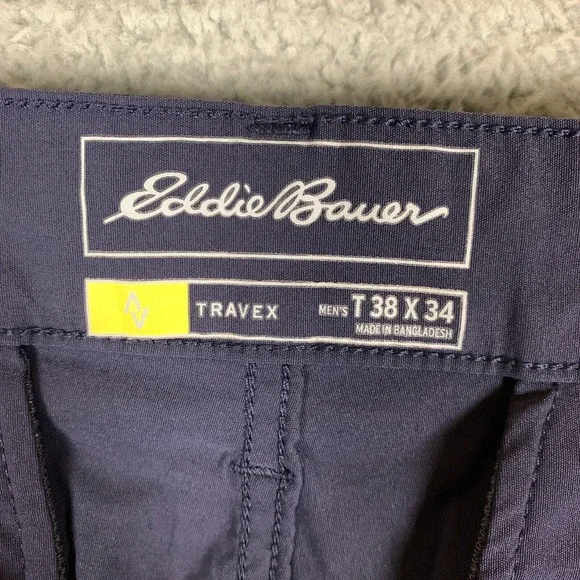 Eddie Bauer
TRAVEX MEN'S T 38 X 34
MADE IN BANGLADESH